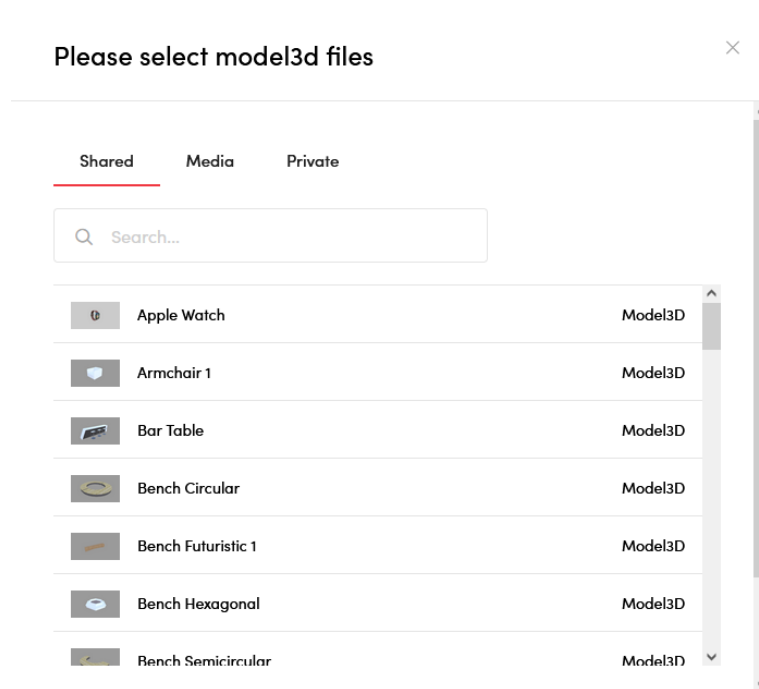 Please select model3d files
Shared Media Private
Search...
Apple Watch Model3D
Armchair 1 Model3D
Bar Table Model3D
Bench Circular Model3D
Bench Futuristic 1 Model3D
Bench Hexagonal Model3D
Bench Semicircular Model3D